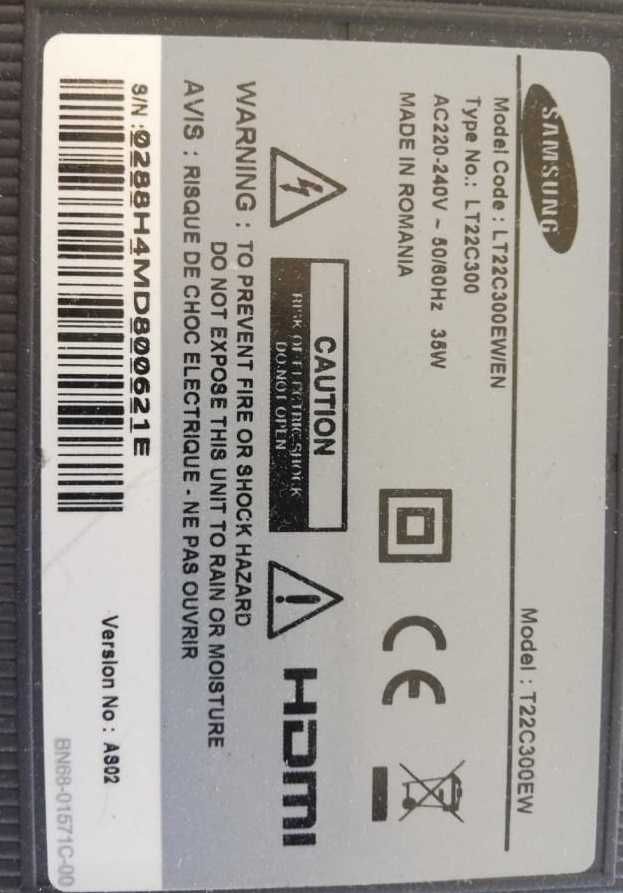 SAMSUNG
Model : T22C300EW
Model Code : LT22C300EW/EN
Type No.: LT22C300
AC220-240V ~ 50/60Hz 35W
MADE IN ROMANIA
CAUTION
RISK OF ELECTRIC SHOCK
DO NOT OPEN
HDMI
WARNING : TO PREVENT FIRE OR SHOCK HAZARD
DO NOT EXPOSE THIS UNIT TO RAIN OR MOISTURE
AVIS : RISQUE DE CHOC ELECTRIQUE - NE PAS OUVRIR
S/N :0288H4MD800621E
Version No : AS02
BN68-01571C-00